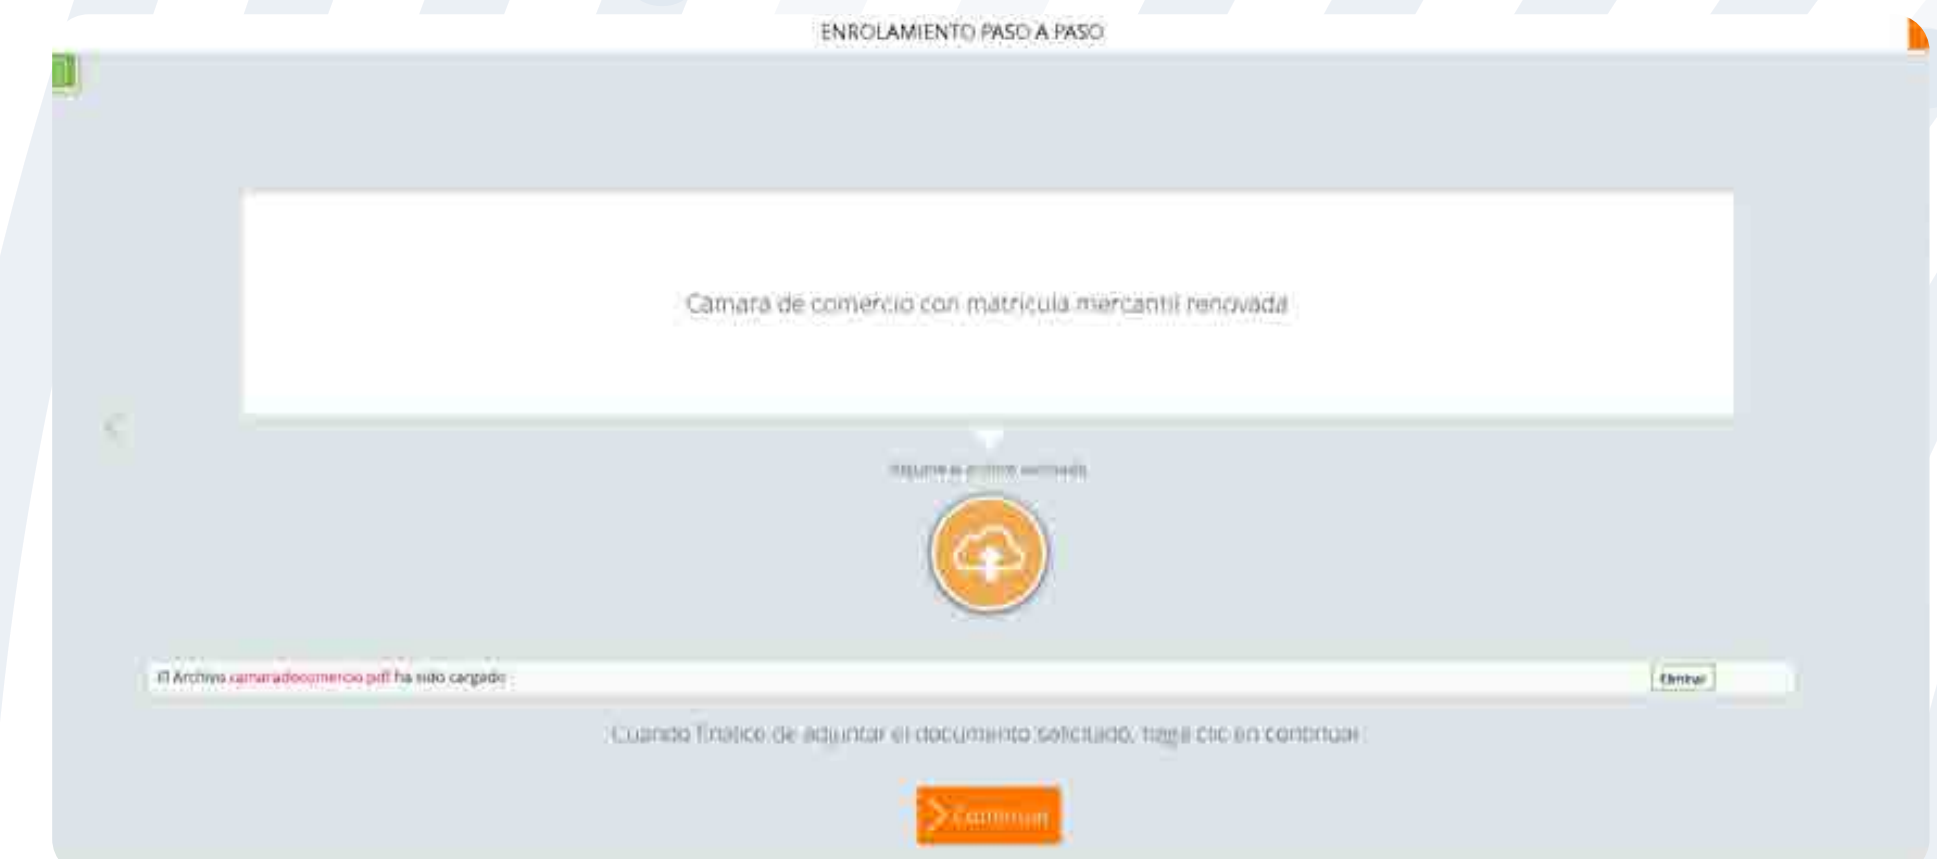 ENROLAMIENTO PASO A PASO
Camara de comercio con matricula mercantil renovada
El Archivo camaradecomercio.pdf ha sido cargado
Eliminar
Cuando finalice de adjuntar el documento solicitado, haga clic en continuar
Continuar